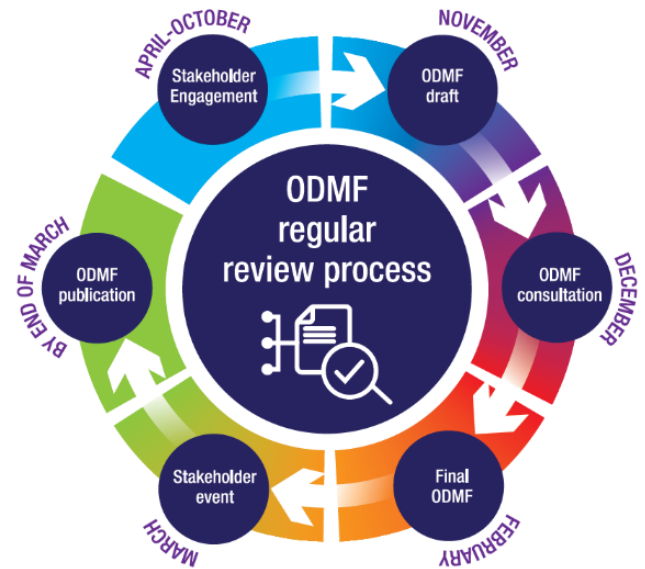 ODMF
regular
review process
APRIL-OCTOBER
Stakeholder
Engagement
NOVEMBER
ODMF
draft
DECEMBER
ODMF
consultation
FEBRUARY
Final
ODMF
MARCH
Stakeholder
event
BY END OF MARCH
ODMF
publication